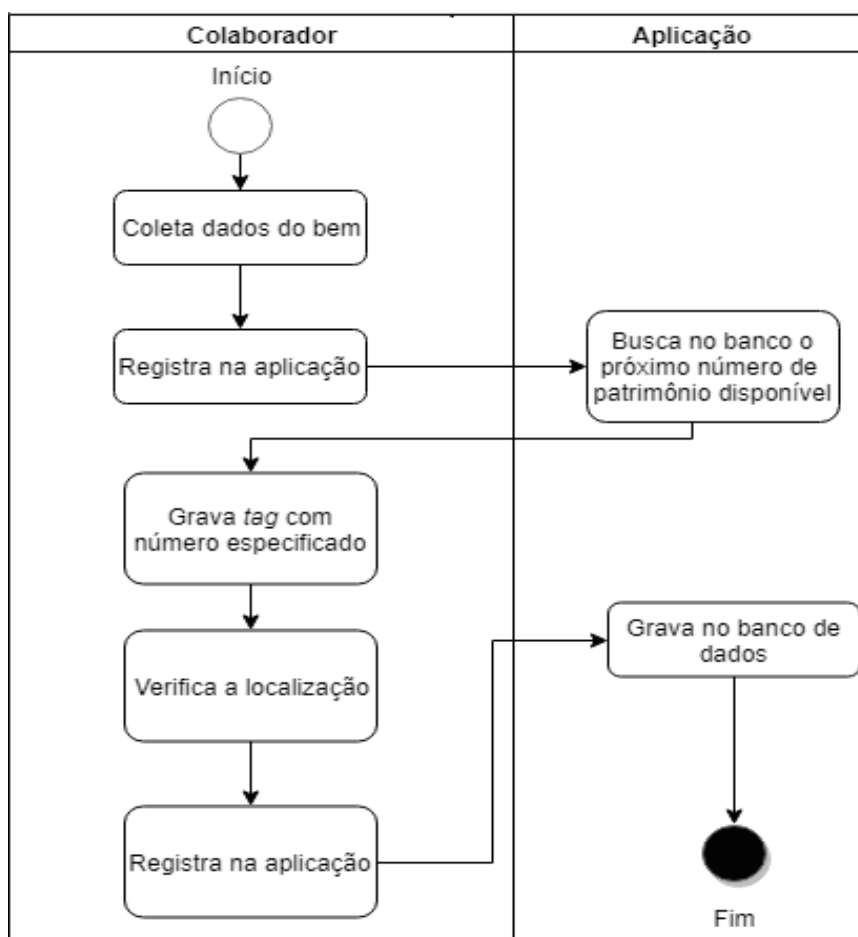 Colaborador
Aplicação
Início
Coleta dados do bem
Registra na aplicação
Busca no banco o
próximo número de
patrimônio disponível
Grava tag com
número especificado
Verifica a localização
Registra na aplicação
Grava no banco de
dados
Fim